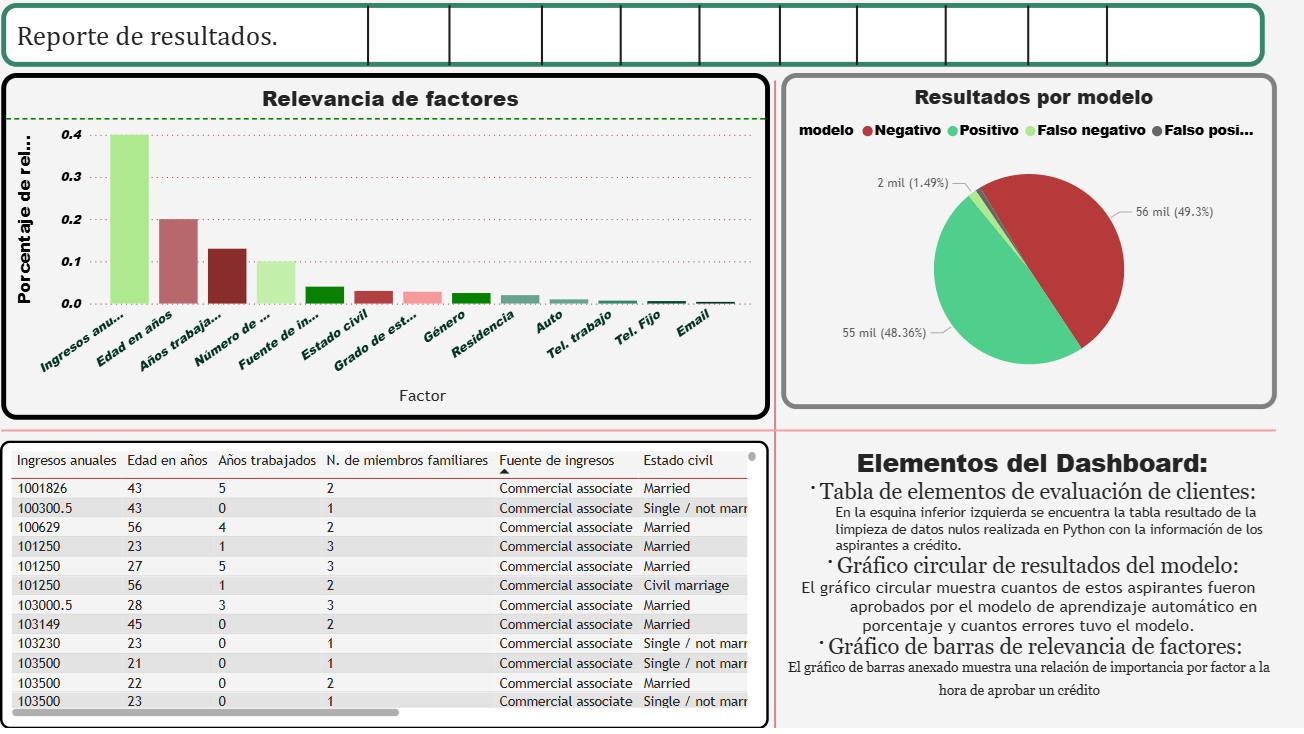 Reporte de resultados.
Relevancia de factores
Porcentaje de rel...
0.4
0.3
0.2
0.1
0.0
Ingresos anu...
Edad en años
Años trabaja...
Número de ...
Fuente de in...
Estado civil
Grado de est...
Género
Residencia
Auto
Tel. trabajo
Tel. Fijo
Email
Factor
Resultados por modelo
modelo Negativo Positivo Falso negativo Falso posi...
2 mil (1.49%)
56 mil (49.3%)
55 mil (48.36%)
Ingresos anuales Edad en años Años trabajados N. de miembros familiares Fuente de ingresos Estado civil
1001826 43 5 2 Commercial associate Married
100300.5 43 0 1 Commercial associate Single / not marr
100629 56 4 2 Commercial associate Married
101250 23 1 3 Commercial associate Married
101250 27 5 3 Commercial associate Married
101250 56 1 2 Commercial associate Civil marriage
103000.5 28 3 3 Commercial associate Married
103149 45 0 2 Commercial associate Married
103230 23 0 1 Commercial associate Single / not marr
103500 21 0 1 Commercial associate Single / not marr
103500 22 0 2 Commercial associate Married
103500 23 0 1 Commercial associate Single / not marr
Elementos del Dashboard:
· Tabla de elementos de evaluación de clientes:
En la esquina inferior izquierda se encuentra la tabla resultado de la
limpieza de datos nulos realizada en Python con la información de los
aspirantes a crédito.
· Gráfico circular de resultados del modelo:
El gráfico circular muestra cuantos de estos aspirantes fueron
aprobados por el modelo de aprendizaje automático en
porcentaje y cuantos errores tuvo el modelo.
· Gráfico de barras de relevancia de factores:
El gráfico de barras anexado muestra una relación de importancia por factor a la
hora de aprobar un crédito